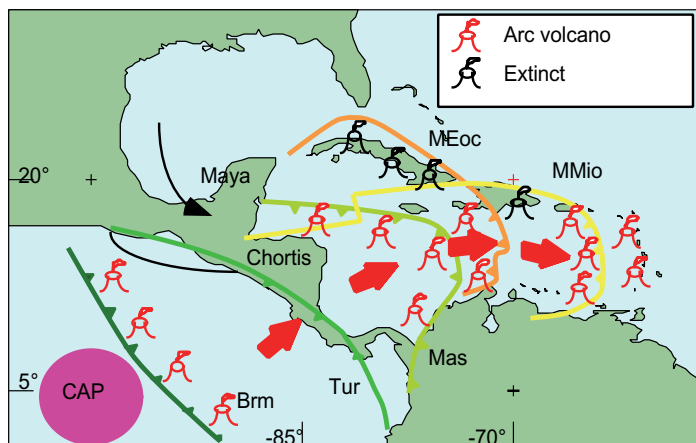 Arc volcano
Extinct
MEoc
MMio
Maya
20°
Chortis
Mas
CAP
Brm
Tur
5°
-85°
-70°